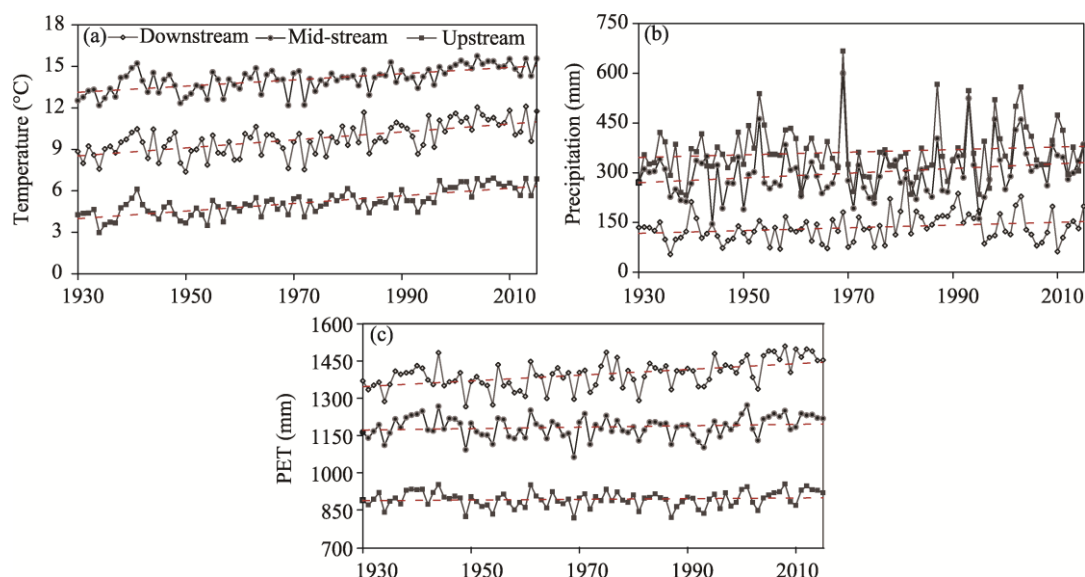 (a) Downstream Mid-stream Upstream
Temperature (°C)
18
15
12
9
6
3
0
1930 1950 1970 1990 2010
(b)
Precipitation (mm)
750
600
450
300
150
0
1930 1950 1970 1990 2010
(c)
PET (mm)
1600
1450
1300
1150
1000
850
700
1930 1950 1970 1990 2010